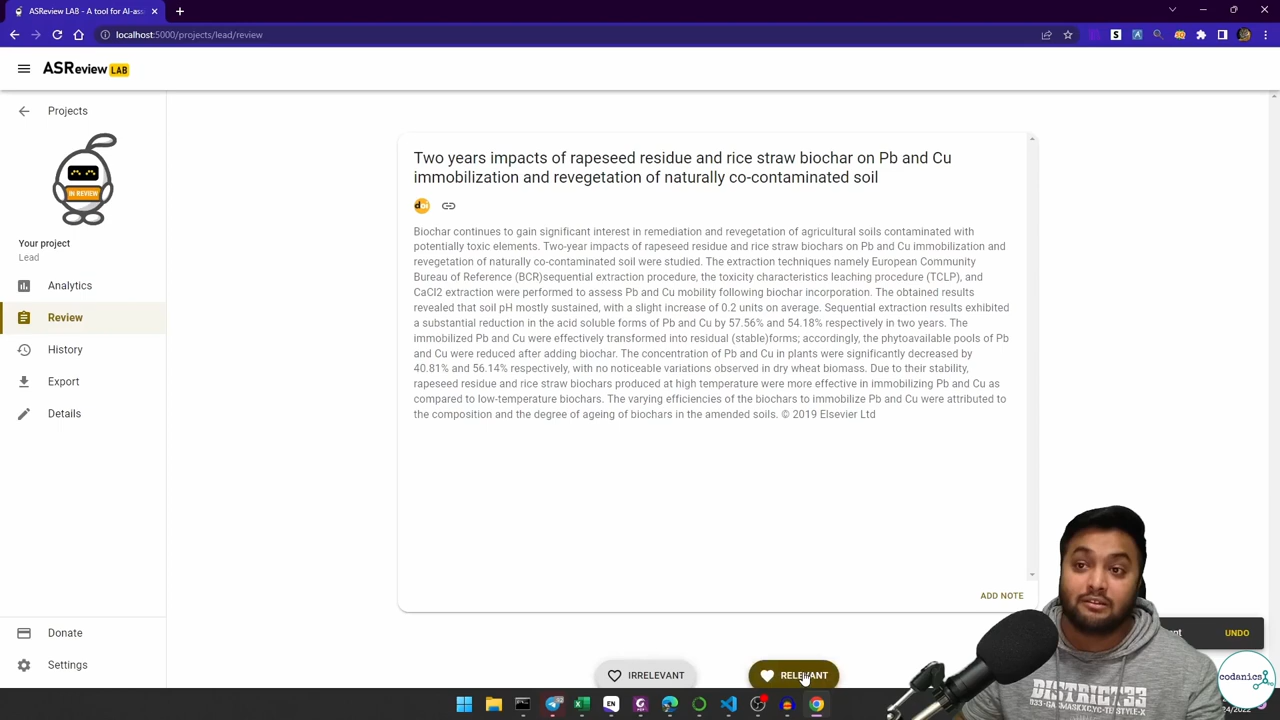 ASReview LAB - A tool for AI-ass
localhost:5000/projects/lead/review
ASReview LAB
Projects
IN REVIEW
Your project
Lead
Analytics
Review
History
Export
Details
Donate
Settings
Two years impacts of rapeseed residue and rice straw biochar on Pb and Cu
immobilization and revegetation of naturally co-contaminated soil
doi
Biochar continues to gain significant interest in remediation and revegetation of agricultural soils contaminated with
potentially toxic elements. Two-year impacts of rapeseed residue and rice straw biochars on Pb and Cu immobilization and
revegetation of naturally co-contaminated soil were studied. The extraction techniques namely European Community
Bureau of Reference (BCR)sequential extraction procedure, the toxicity characteristics leaching procedure (TCLP), and
CaCl2 extraction were performed to assess Pb and Cu mobility following biochar incorporation. The obtained results
revealed that soil pH mostly sustained, with a slight increase of 0.2 units on average. Sequential extraction results exhibited
a substantial reduction in the acid soluble forms of Pb and Cu by 57.56% and 54.18% respectively in two years. The
immobilized Pb and Cu were effectively transformed into residual (stable)forms; accordingly, the phytoavailable pools of Pb
and Cu were reduced after adding biochar. The concentration of Pb and Cu in plants were significantly decreased by
40.81% and 56.14% respectively, with no noticeable variations observed in dry wheat biomass. Due to their stability,
rapeseed residue and rice straw biochars produced at high temperature were more effective in immobilizing Pb and Cu as
compared to low-temperature biochars. The varying efficiencies of the biochars to immobilize Pb and Cu were attributed to
the composition and the degree of ageing of biochars in the amended soils. © 2019 Elsevier Ltd
ADD NOTE
UNDO
IRRELEVANT
RELEVANT
EN
DISTRICT33
codanics
/2022